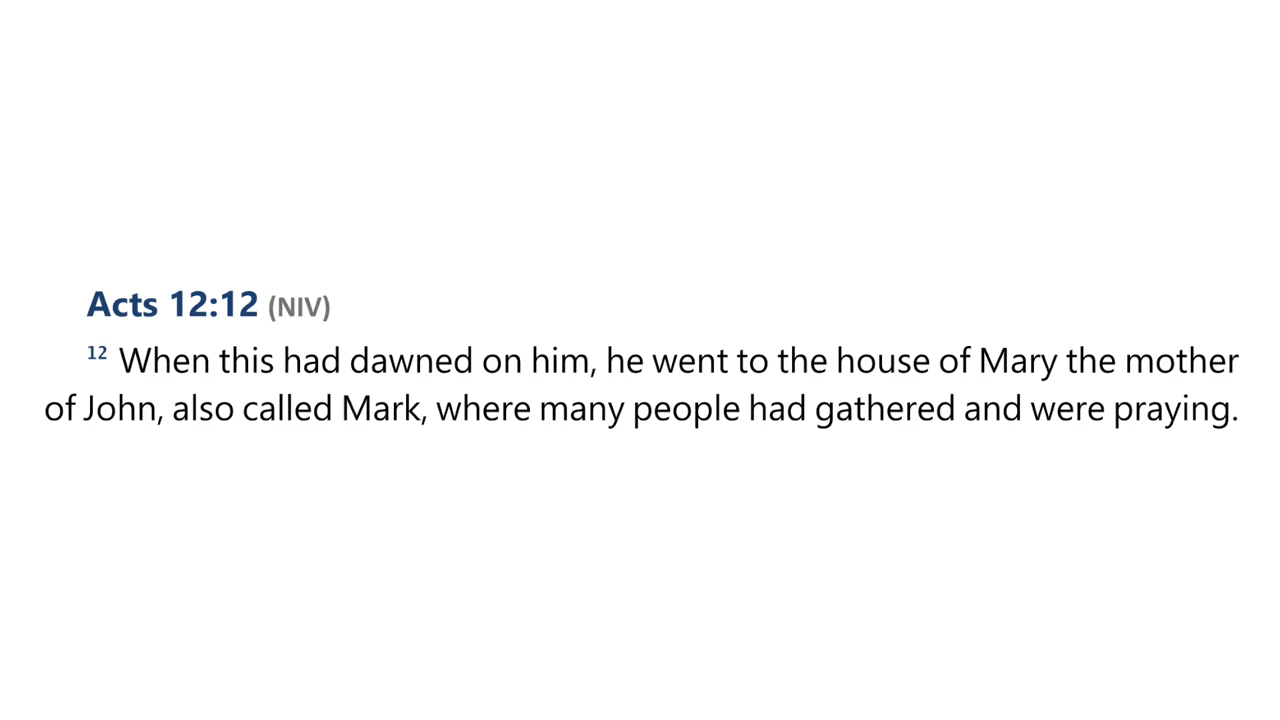 Acts 12:12 (NIV)
12 When this had dawned on him, he went to the house of Mary the mother
of John, also called Mark, where many people had gathered and were praying.